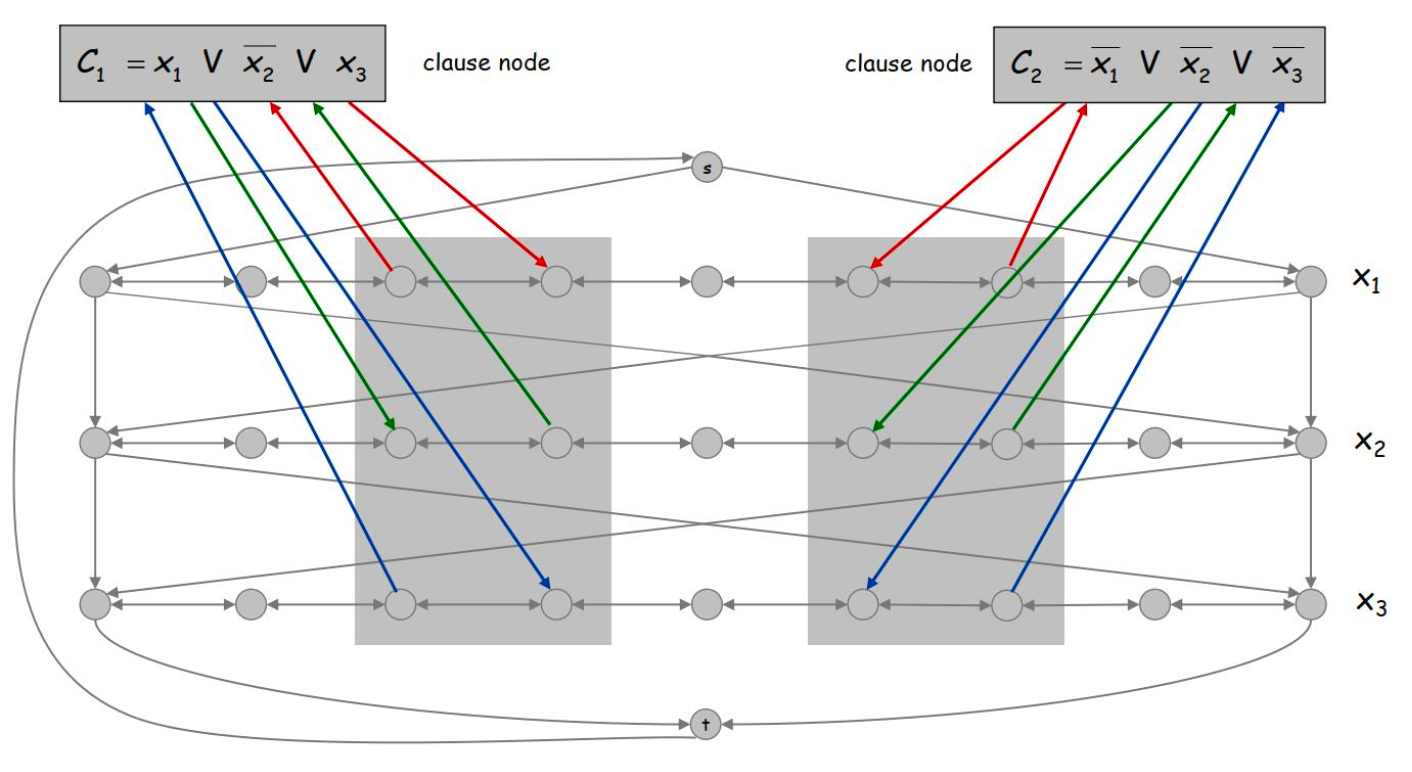 C₁ = x₁ V x̅₂ V x₃
clause node
clause node
C₂ = x̅₁ V x̅₂ V x̅₃
s
x₁
x₂
x₃
t